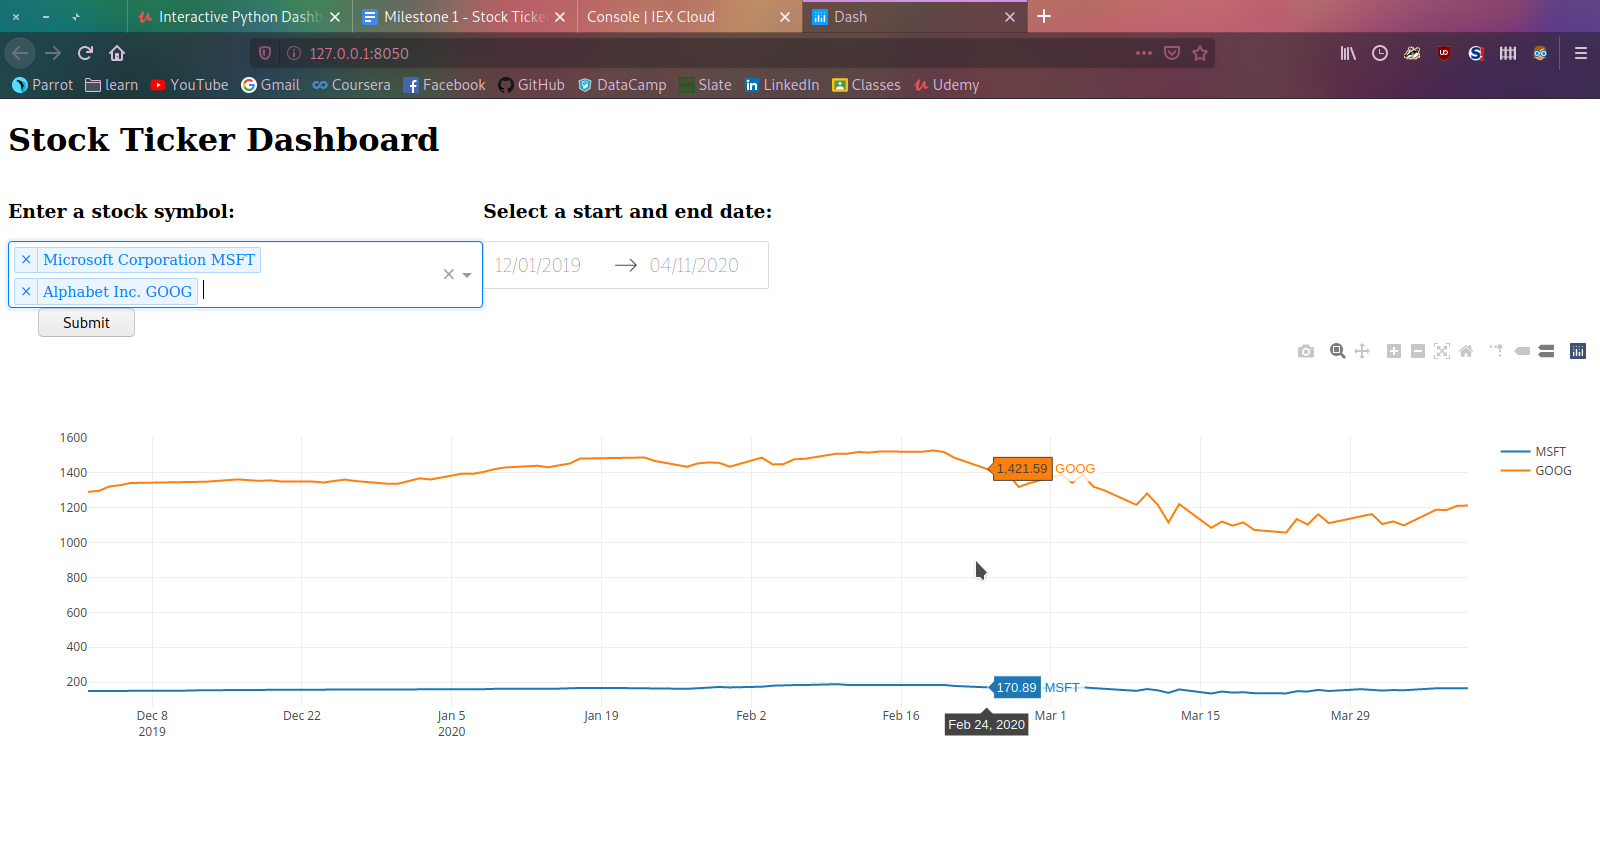 Interactive Python Dashb
Milestone 1 - Stock Ticke
Console | IEX Cloud
Dash
127.0.0.1:8050
Parrot learn YouTube Gmail Coursera Facebook GitHub DataCamp Slate LinkedIn Classes Udemy
Stock Ticker Dashboard
Enter a stock symbol:
Select a start and end date:
× Microsoft Corporation MSFT
× Alphabet Inc. GOOG
12/01/2019 → 04/11/2020
Submit
1600
1400
1200
1000
800
600
400
200
1,421.59 GOOG
170.89 MSFT
MSFT
GOOG
Dec 8
2019
Dec 22
Jan 5
2020
Jan 19
Feb 2
Feb 16
Feb 24, 2020
Mar 1
Mar 15
Mar 29